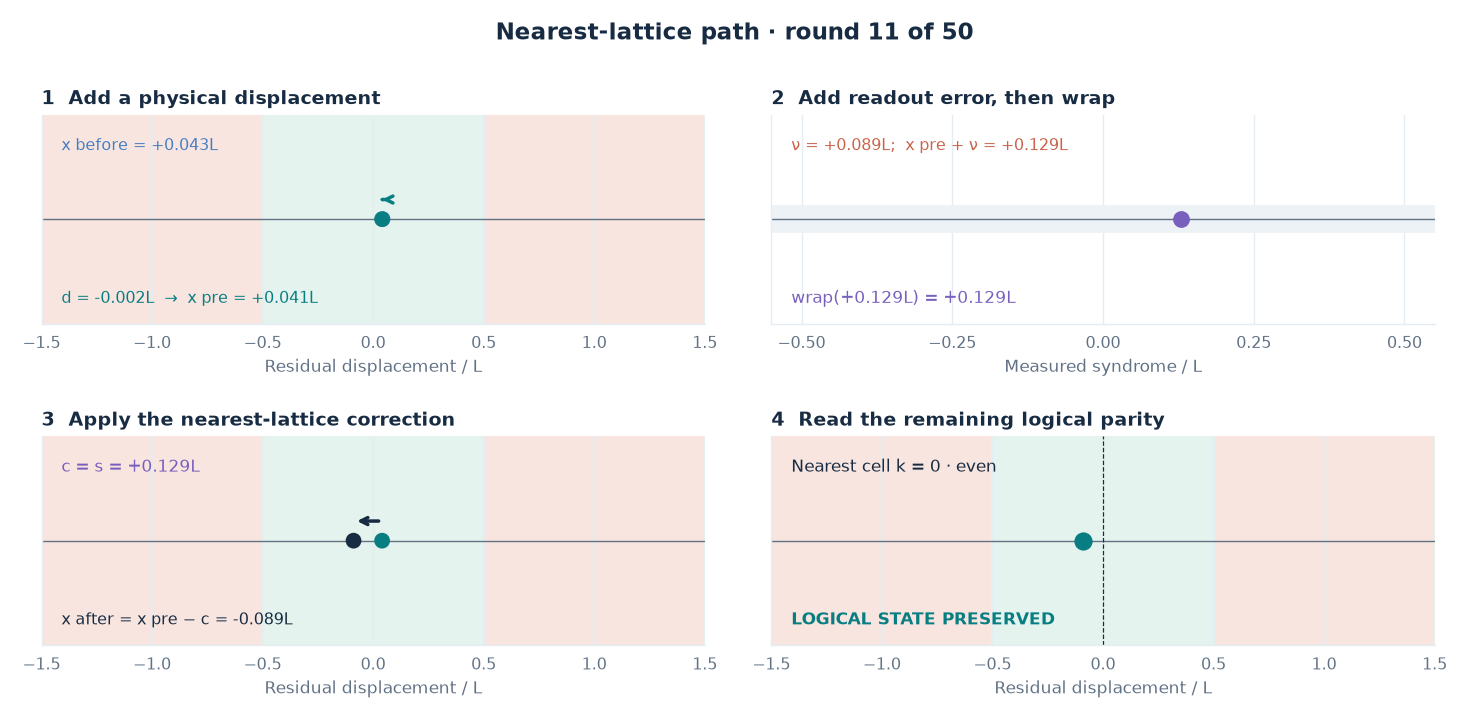 Nearest-lattice path · round 11 of 50
1 Add a physical displacement
x before = +0.043L
d = -0.002L → x pre = +0.041L
−1.5 −1.0 −0.5 0.0 0.5 1.0 1.5
Residual displacement / L
2 Add readout error, then wrap
ν = +0.089L; x pre + ν = +0.129L
wrap(+0.129L) = +0.129L
−0.50 −0.25 0.00 0.25 0.50
Measured syndrome / L
3 Apply the nearest-lattice correction
c = s = +0.129L
x after = x pre − c = -0.089L
−1.5 −1.0 −0.5 0.0 0.5 1.0 1.5
Residual displacement / L
4 Read the remaining logical parity
Nearest cell k = 0 · even
LOGICAL STATE PRESERVED
−1.5 −1.0 −0.5 0.0 0.5 1.0 1.5
Residual displacement / L